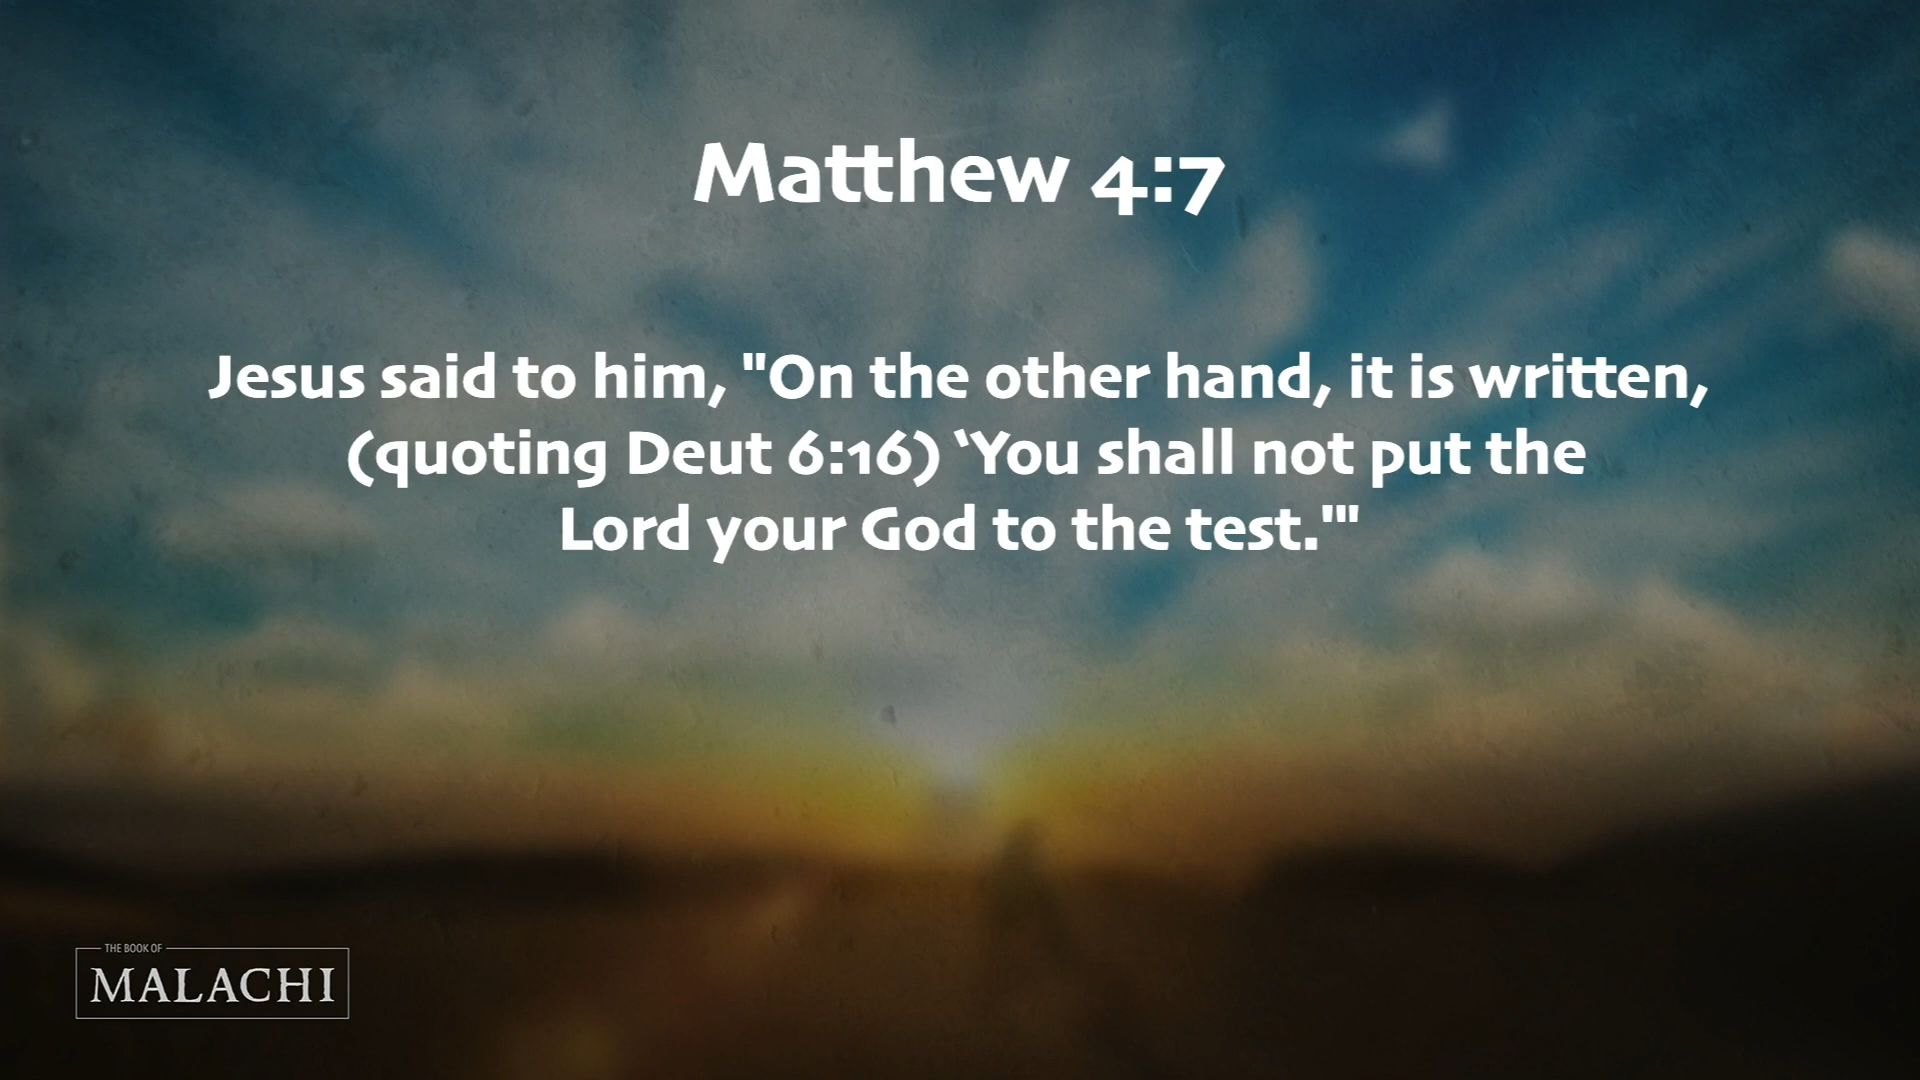 Matthew 4:7
Jesus said to him, "On the other hand, it is written,
(quoting Deut 6:16) ‘You shall not put the
Lord your God to the test.'"
THE BOOK OF
MALACHI